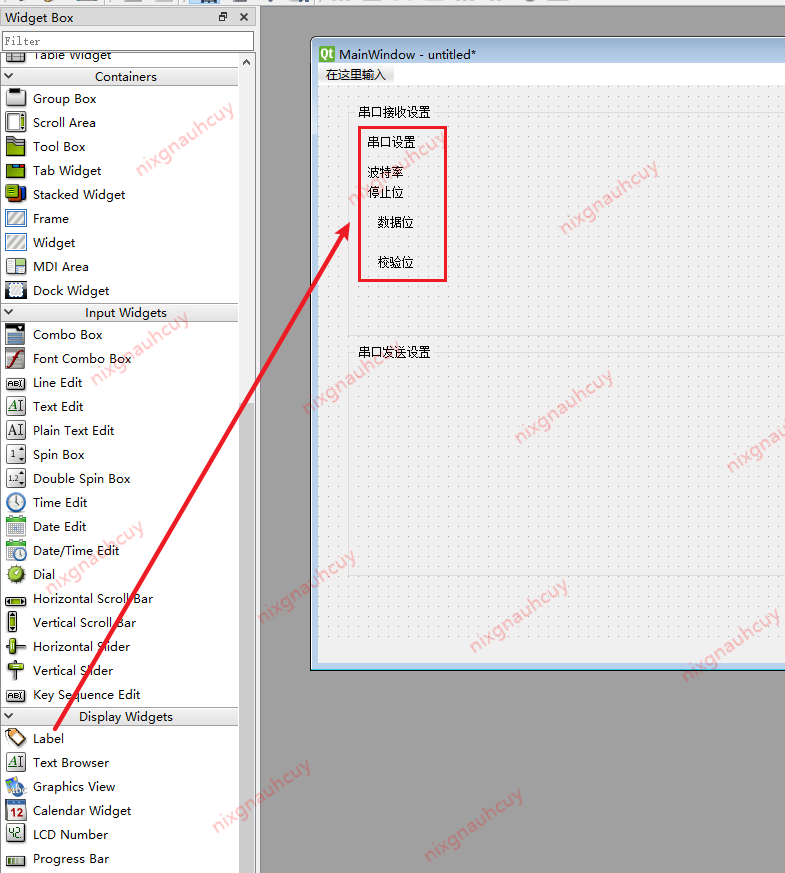 Widget Box
Filter
Table Widget
Containers
Group Box
Scroll Area
Tool Box
Tab Widget
Stacked Widget
Frame
Widget
MDI Area
Dock Widget
Input Widgets
Combo Box
Font Combo Box
Line Edit
Text Edit
Plain Text Edit
Spin Box
Double Spin Box
Time Edit
Date Edit
Date/Time Edit
Dial
Horizontal Scroll Bar
Vertical Scroll Bar
Horizontal Slider
Vertical Slider
Key Sequence Edit
Display Widgets
Label
Text Browser
Graphics View
Calendar Widget
LCD Number
Progress Bar
MainWindow - untitled*
在这里输入
串口接收设置
串口设置
波特率
停止位
数据位
校验位
串口发送设置
nixgnauhcuy
nixgnauhcuy
nixgnauhcuy
nixgnauhcuy
nixgnauhcuy
nixgnauhcuy
nixgnauhcuy
nixgnauhcuy
nixgnauhcuy
nixgnauhcuy
nixgnauhcuy
nixgnauhcuy
nixgnauhcuy